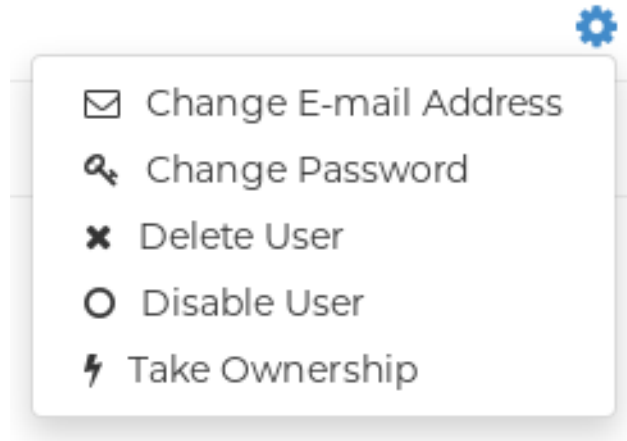 Change E-mail Address
Change Password
Delete User
Disable User
Take Ownership